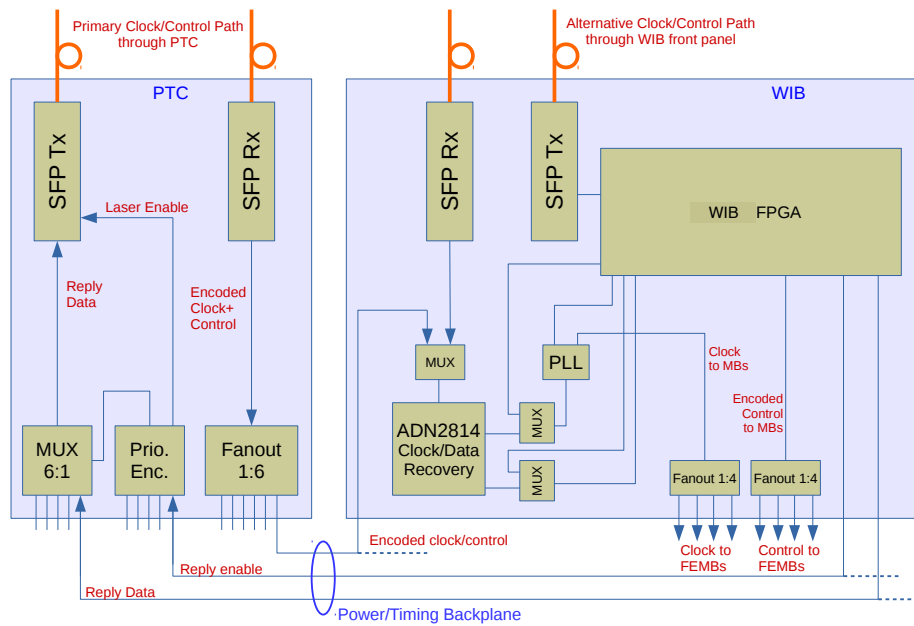 Primary Clock/Control Path
through PTC
Alternative Clock/Control Path
through WIB front panel
PTC
WIB
SFP Tx
SFP Rx
SFP Rx
SFP Tx
WIB FPGA
Laser Enable
Reply
Data
Encoded
Clock+
Control
MUX
PLL
Clock
to MBs
Encoded
Control
to MBs
MUX
6:1
Prio.
Enc.
Fanout
1:6
ADN2814
Clock/Data
Recovery
MUX
MUX
Fanout 1:4
Fanout 1:4
Encoded clock/control
Clock to
FEMBs
Control to
FEMBs
Reply enable
Reply Data
Power/Timing Backplane